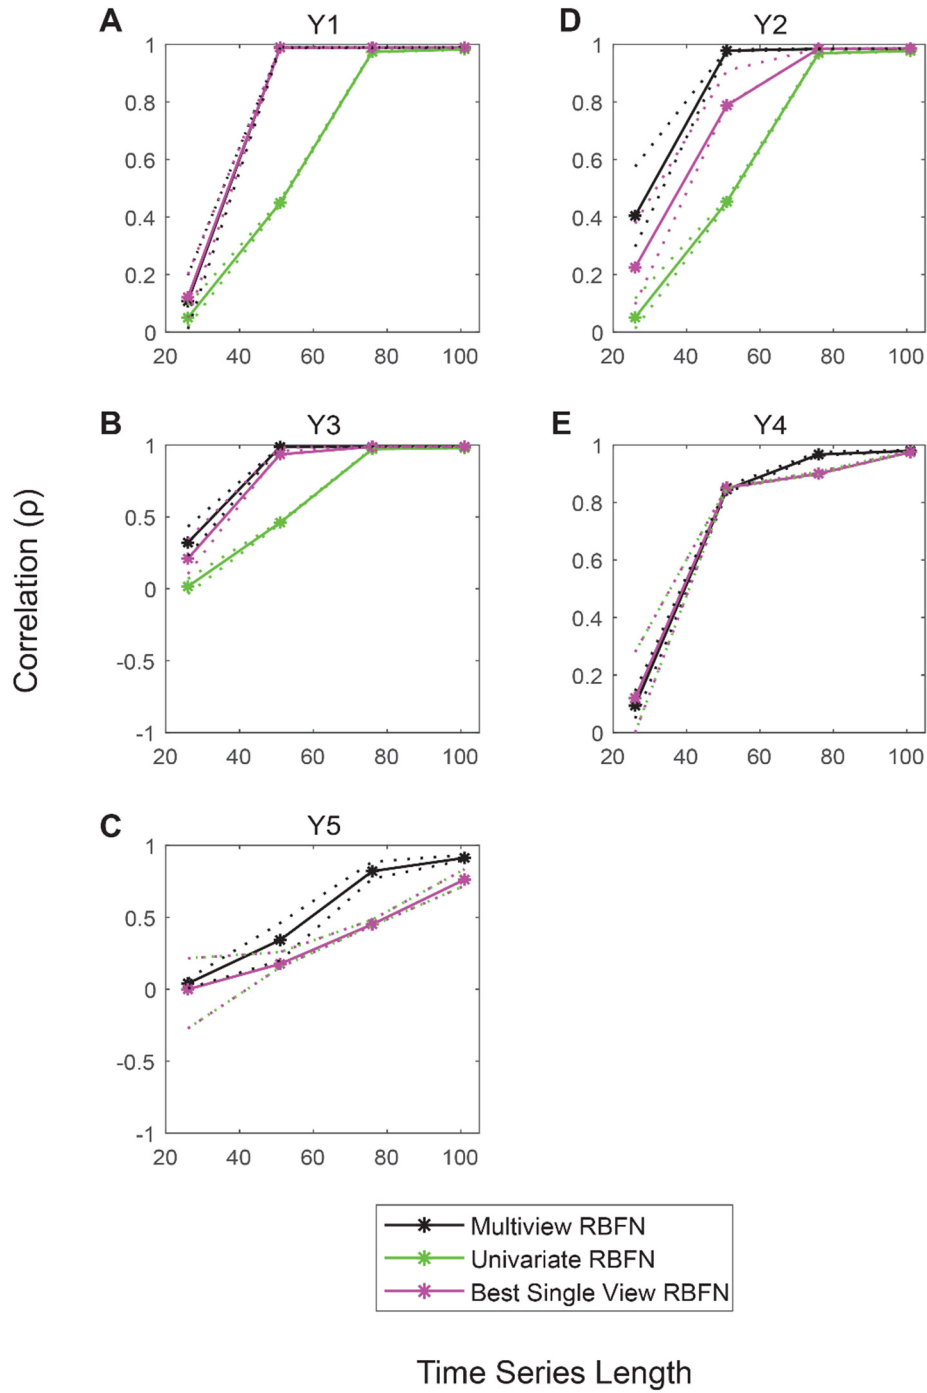 A
Y1
1
0.8
0.6
0.4
0.2
0
20 40 60 80 100
D
Y2
1
0.8
0.6
0.4
0.2
0
20 40 60 80 100
B
Y3
1
0.5
0
-0.5
-1
20 40 60 80 100
E
Y4
1
0.8
0.6
0.4
0.2
0
20 40 60 80 100
Correlation (ρ)
C
Y5
1
0.5
0
-0.5
-1
20 40 60 80 100
Multiview RBFN
Univariate RBFN
Best Single View RBFN
Time Series Length